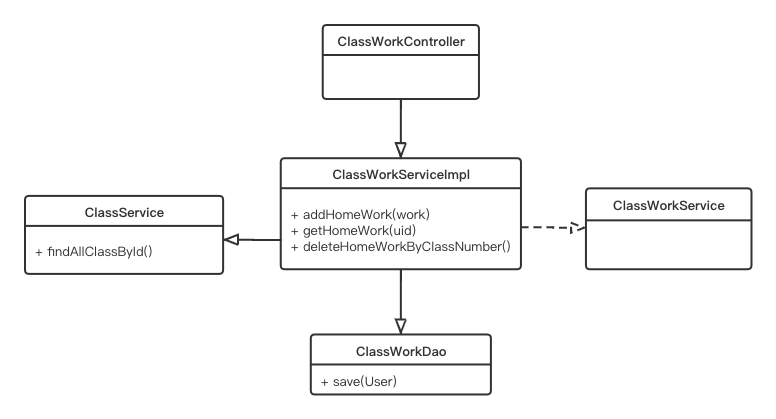 ClassWorkController
ClassWorkServiceImpl
+ addHomeWork(work)
+ getHomeWork(uid)
+ deleteHomeWorkByClassNumber()
ClassService
+ findAllClassById()
ClassWorkService
ClassWorkDao
+ save(User)